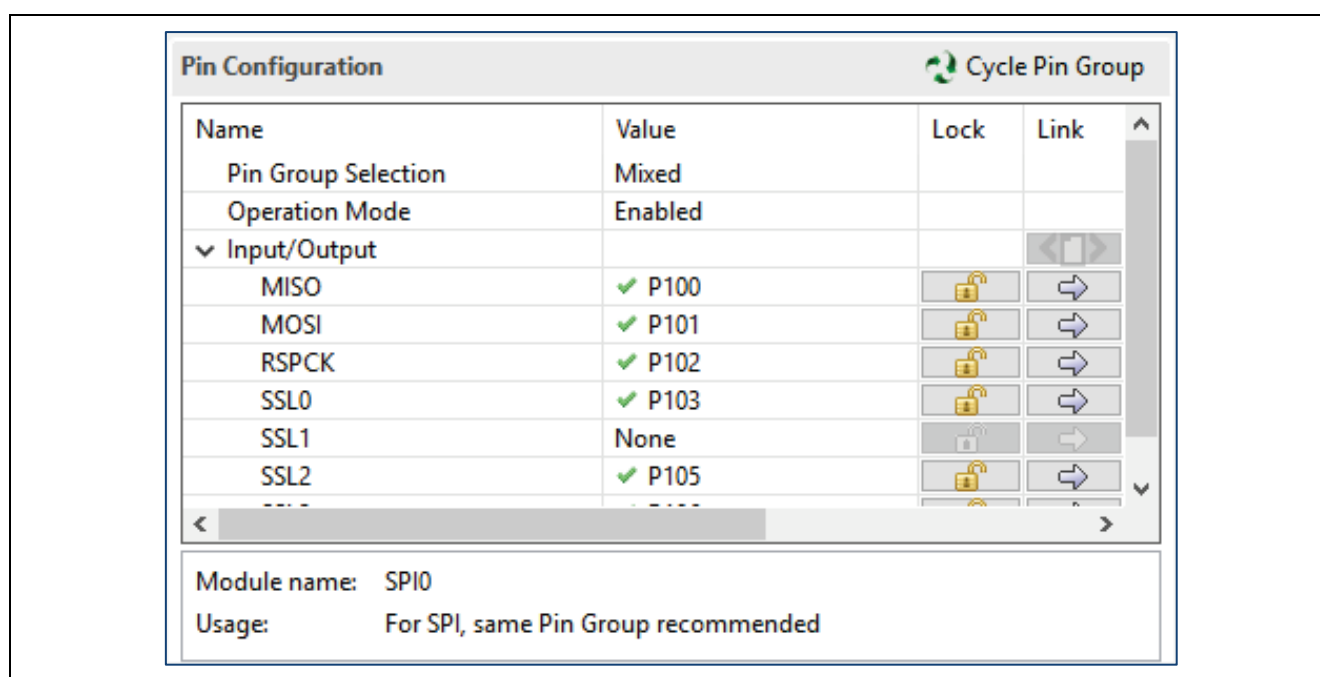 Pin Configuration Cycle Pin Group
Name Value Lock Link
Pin Group Selection Mixed
Operation Mode Enabled
Input/Output
MISO P100
MOSI P101
RSPCK P102
SSL0 P103
SSL1 None
SSL2 P105
Module name: SPI0
Usage: For SPI, same Pin Group recommended